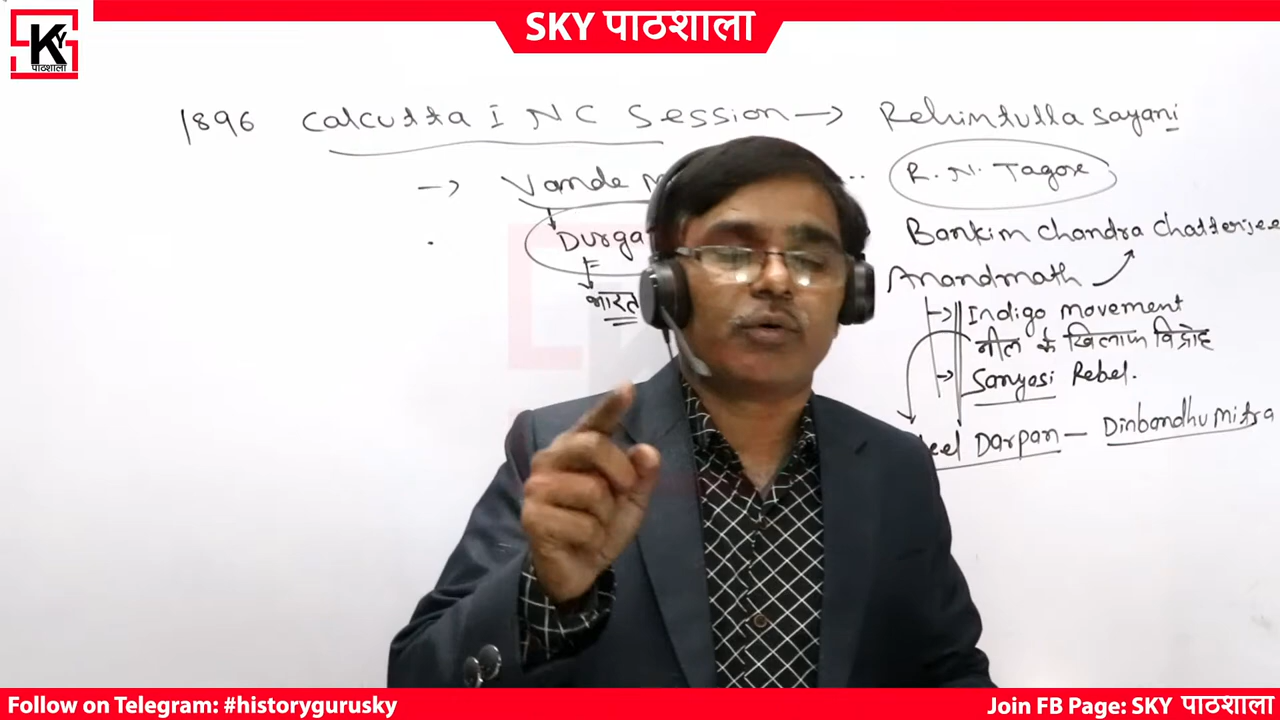 SKY पाठशाला
SKY
पाठशाला
1896 Calcutta INC Session → Rehimtulla Sayani
→ Vande M ... R. N. Tagore
Durga
Bankim Chandra Chatterjee
भारत
Anandmath
→ Indigo movement
नील के खिलाफ विद्रोह
→ Sanyasi Rebel.
eel Darpan — Dinbandhu Mitra
Follow on Telegram: #historygurusky
Join FB Page: SKY पाठशाला